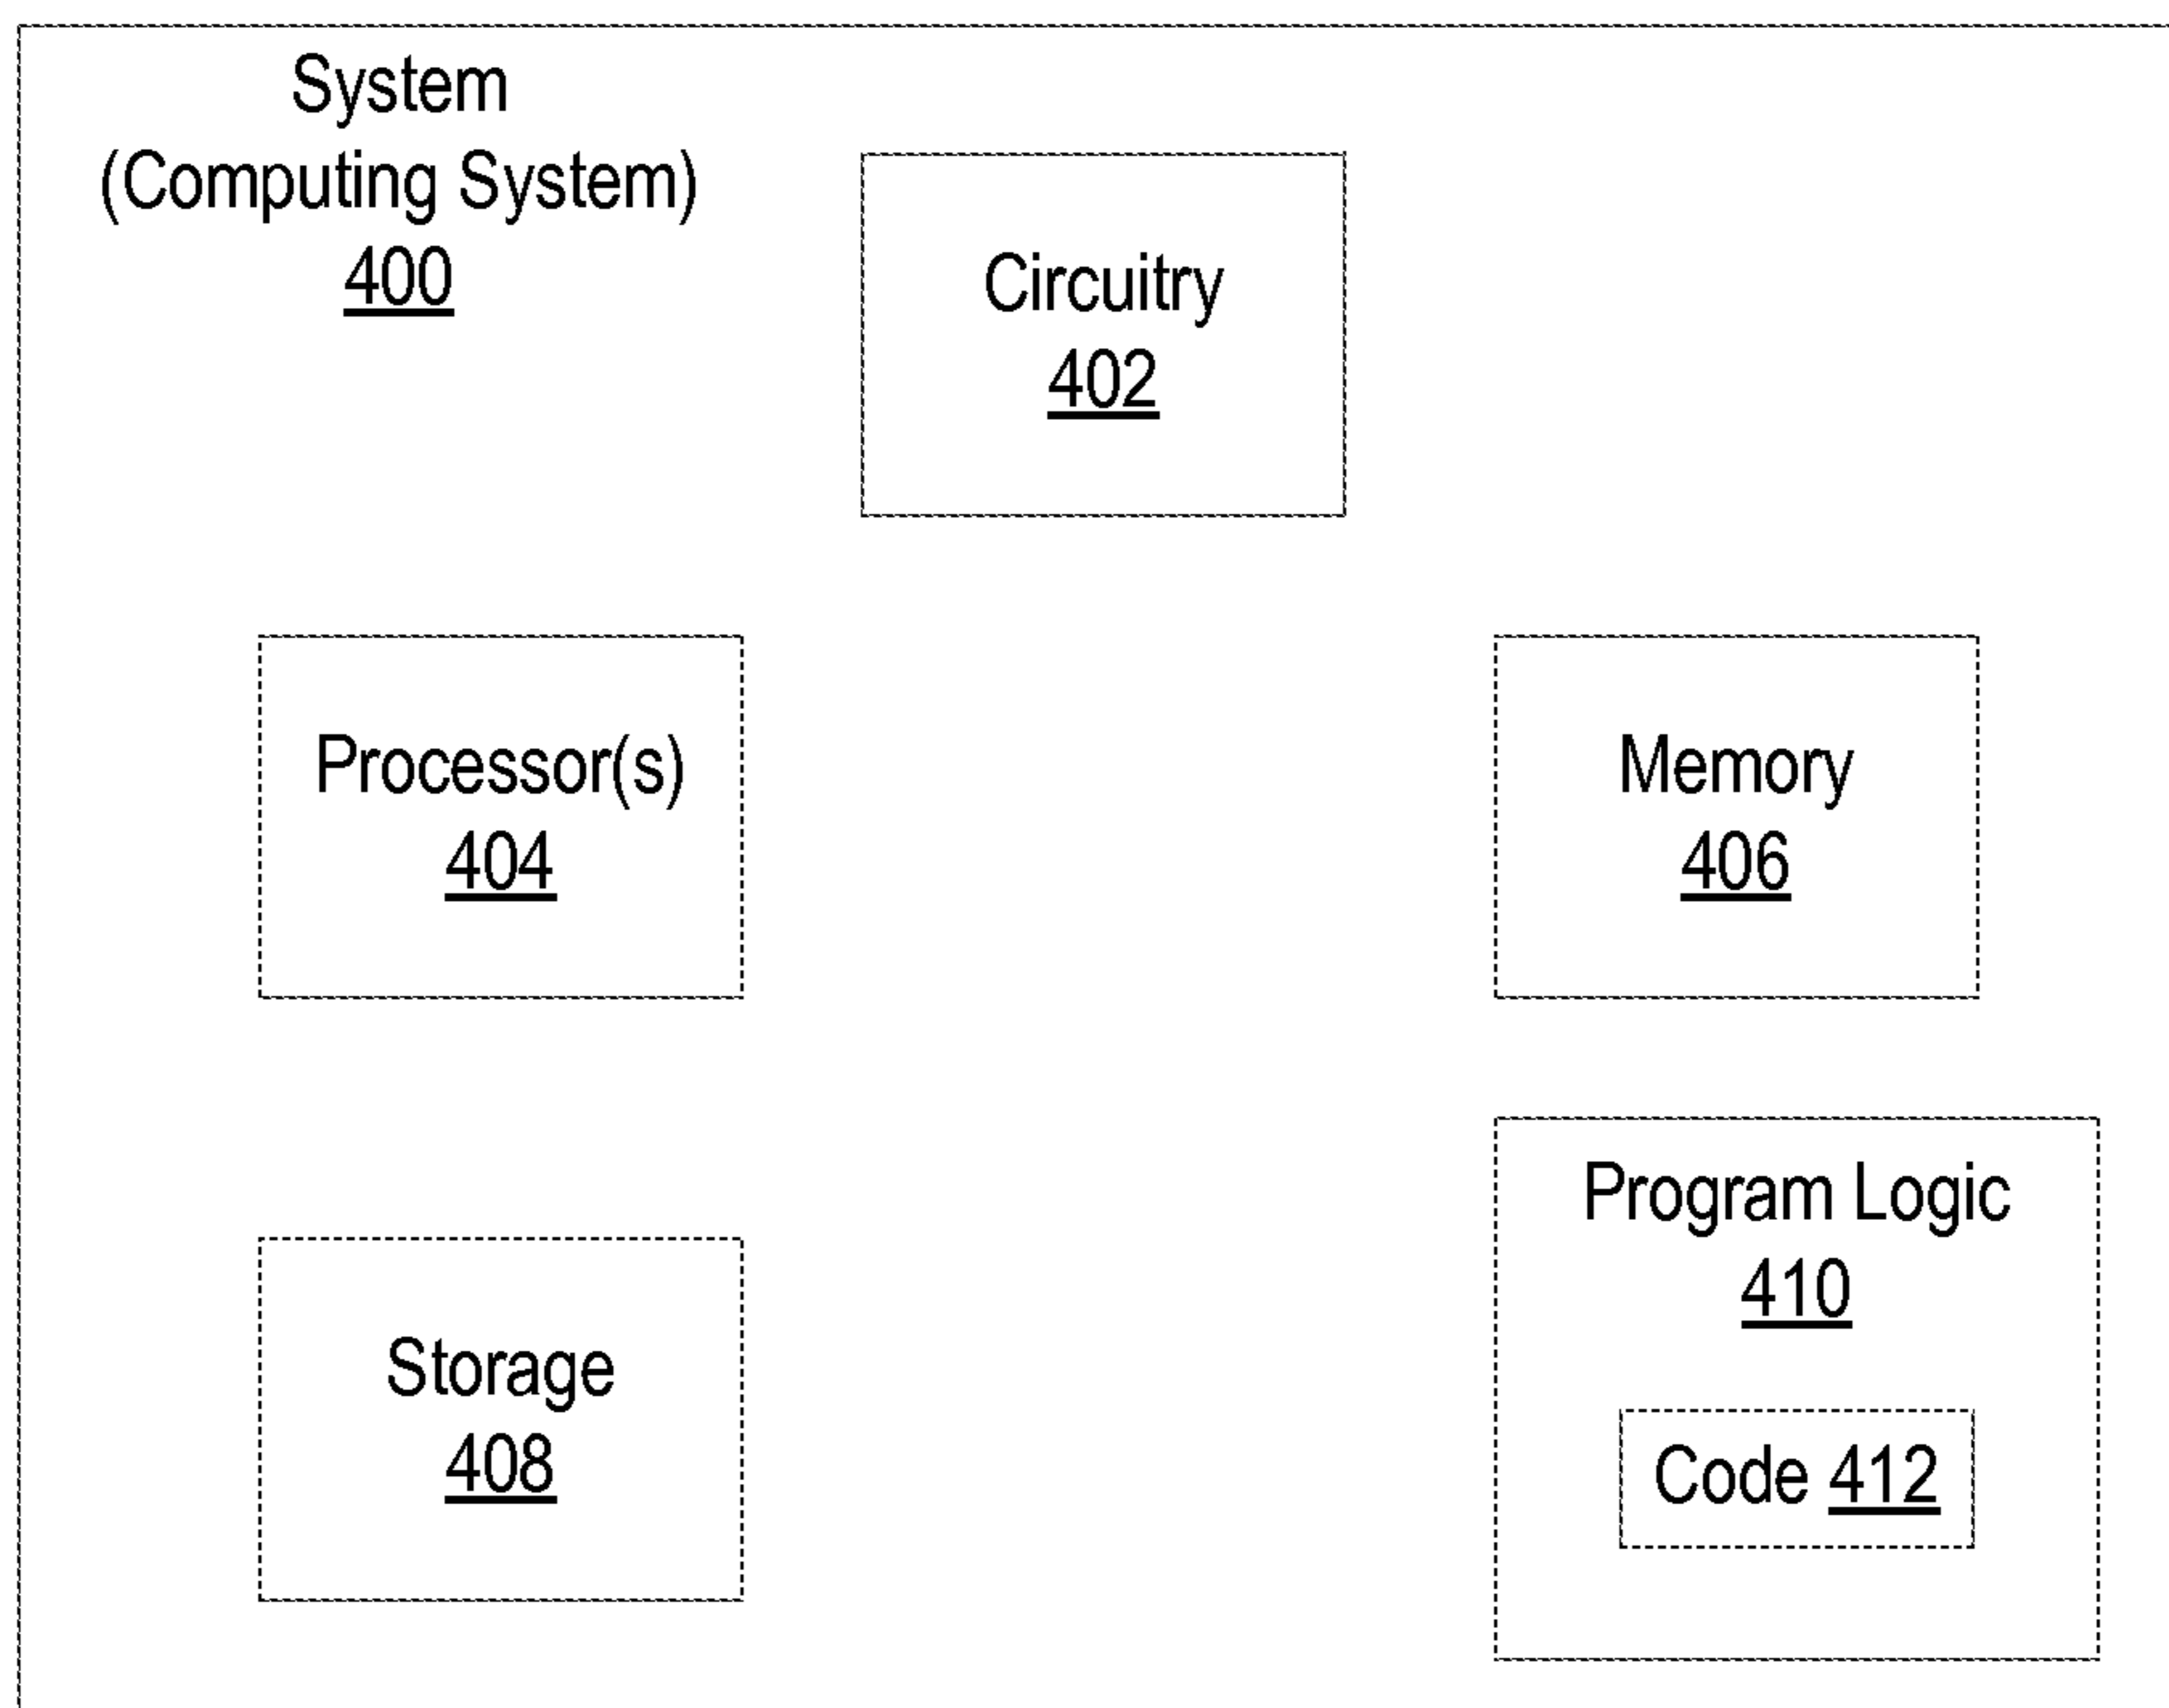 System
(Computing System)
400
Circuitry
402
Processor(s)
404
Memory
406
Storage
408
Program Logic
410
Code 412